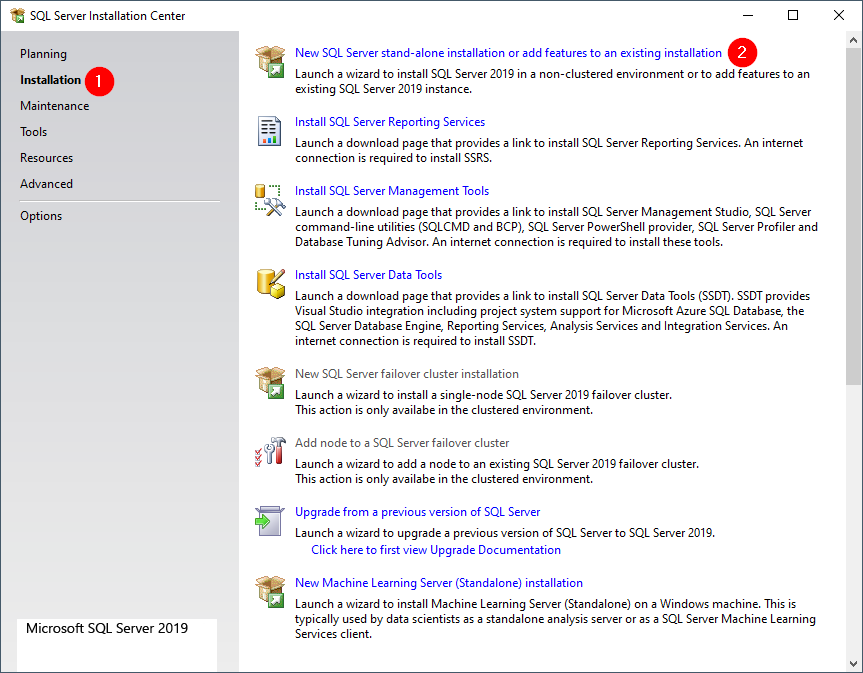 SQL Server Installation Center
Planning
Installation 1
Maintenance
Tools
Resources
Advanced
Options
Microsoft SQL Server 2019
New SQL Server stand-alone installation or add features to an existing installation 2
Launch a wizard to install SQL Server 2019 in a non-clustered environment or to add features to an
existing SQL Server 2019 instance.
Install SQL Server Reporting Services
Launch a download page that provides a link to install SQL Server Reporting Services. An internet
connection is required to install SSRS.
Install SQL Server Management Tools
Launch a download page that provides a link to install SQL Server Management Studio, SQL Server
command-line utilities (SQLCMD and BCP), SQL Server PowerShell provider, SQL Server Profiler and
Database Tuning Advisor. An internet connection is required to install these tools.
Install SQL Server Data Tools
Launch a download page that provides a link to install SQL Server Data Tools (SSDT). SSDT provides
Visual Studio integration including project system support for Microsoft Azure SQL Database, the
SQL Server Database Engine, Reporting Services, Analysis Services and Integration Services. An
internet connection is required to install SSDT.
New SQL Server failover cluster installation
Launch a wizard to install a single-node SQL Server 2019 failover cluster.
This action is only availabe in the clustered environment.
Add node to a SQL Server failover cluster
Launch a wizard to add a node to an existing SQL Server 2019 failover cluster.
This action is only availabe in the clustered environment.
Upgrade from a previous version of SQL Server
Launch a wizard to upgrade a previous version of SQL Server to SQL Server 2019.
Click here to first view Upgrade Documentation
New Machine Learning Server (Standalone) installation
Launch a wizard to install Machine Learning Server (Standalone) on a Windows machine. This is
typically used by data scientists as a standalone analysis server or as a SQL Server Machine Learning
Services client.